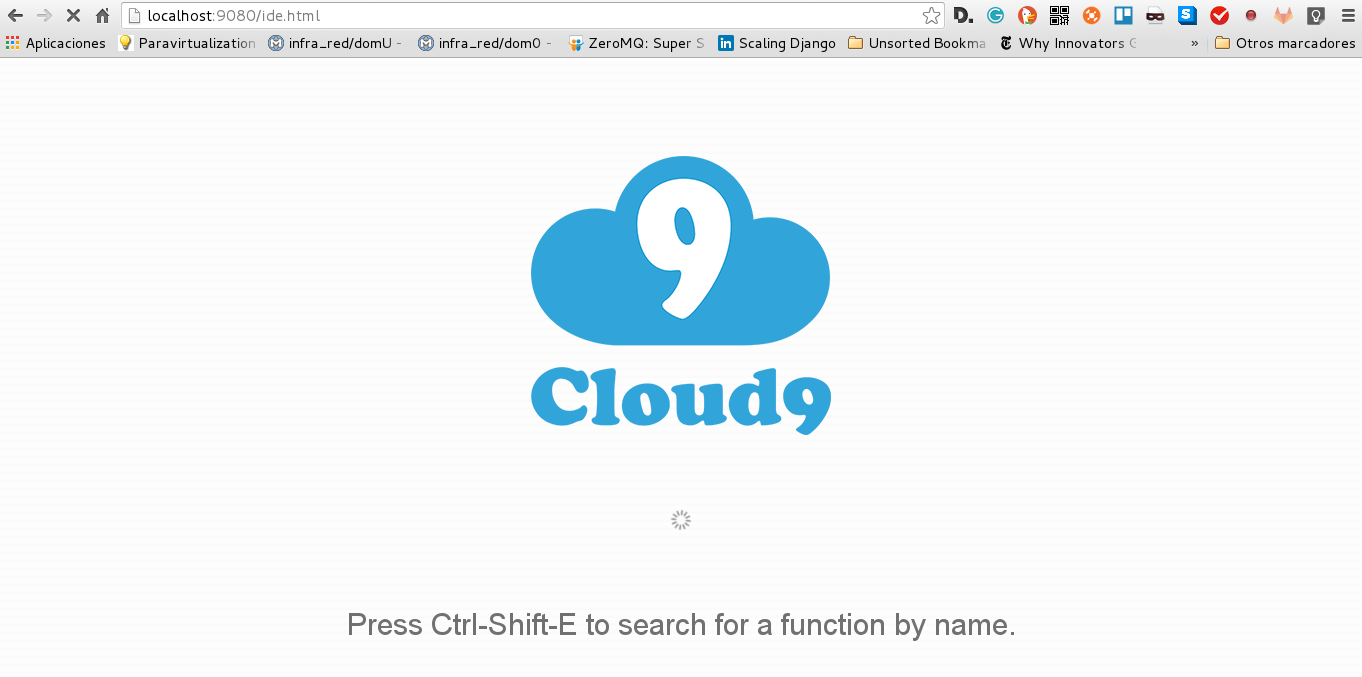 localhost:9080/ide.html
Aplicaciones Paravirtualization infra_red/domU - infra_red/dom0 - ZeroMQ: Super S Scaling Django Unsorted Bookma Why Innovators G » Otros marcadores
9
Cloud9
Press Ctrl-Shift-E to search for a function by name.